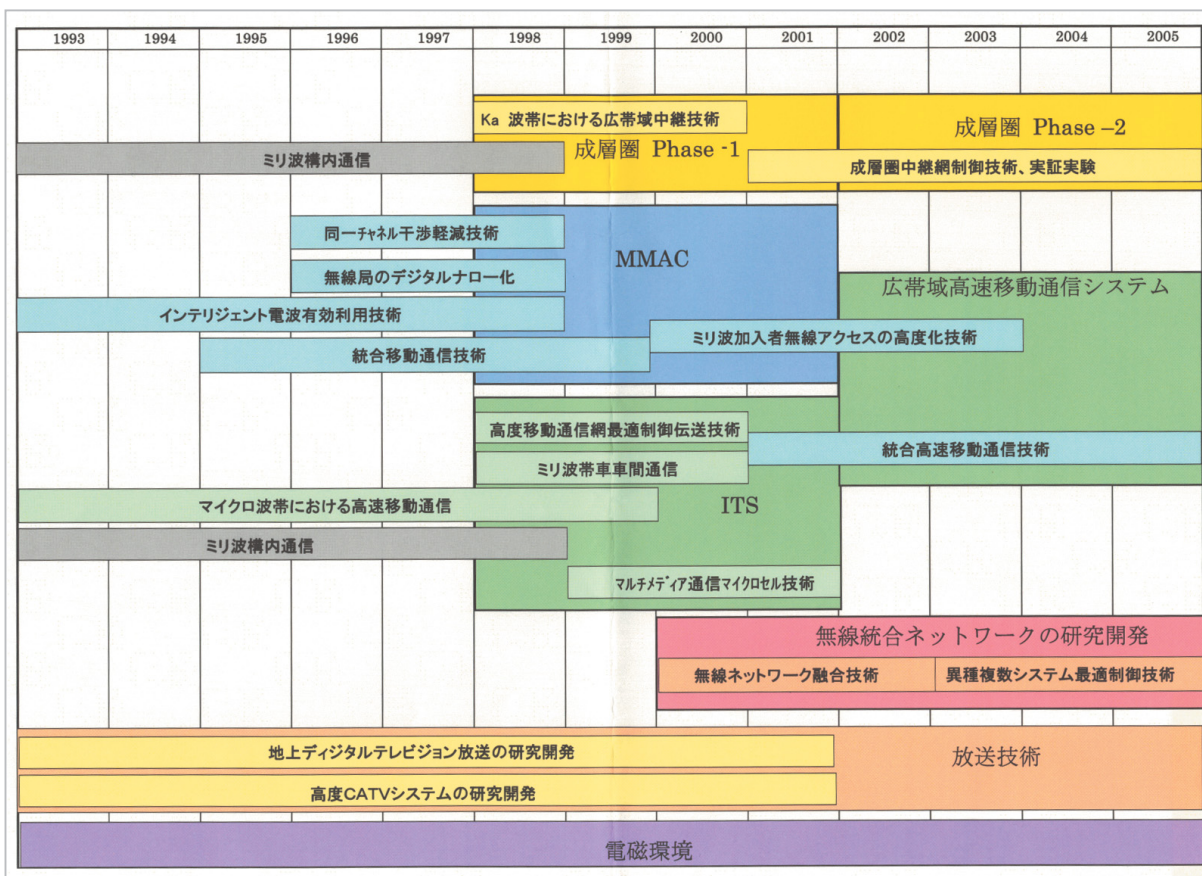 1993 1994 1995 1996 1997 1998 1999 2000 2001 2002 2003 2004 2005
Ka 波帯における広帯域中継技術
成層圏 Phase -1
成層圏 Phase –2
ミリ波構内通信
成層圏中継網制御技術、実証実験
同一チャネル干渉軽減技術
MMAC
無線局のデジタルナロー化
広帯域高速移動通信システム
インテリジェント電波有効利用技術
ミリ波加入者無線アクセスの高度化技術
統合移動通信技術
高度移動通信網最適制御伝送技術
統合高速移動通信技術
ミリ波帯車車間通信
マイクロ波帯における高速移動通信
ITS
ミリ波構内通信
マルチメディア通信マイクロセル技術
無線統合ネットワークの研究開発
無線ネットワーク融合技術
異種複数システム最適制御技術
地上ディジタルテレビジョン放送の研究開発
放送技術
高度CATVシステムの研究開発
電磁環境